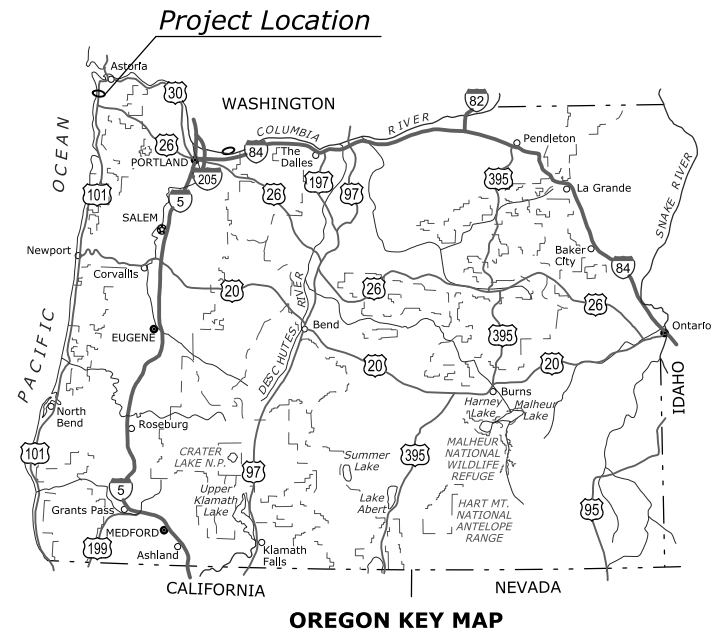 Project Location
Astoria
30
82
WASHINGTON
COLUMBIA
RIVER
OCEAN
26
PORTLAND
84
The
Dalles
Pendleton
205
197
97
395
La Grande
SNAKE RIVER
101
5
26
SALEM
Newport
Corvallis
Baker
City
84
20
DESCHUTES RIVER
26
26
PACIFIC
EUGENE
Bend
395
Ontario
20
20
IDAHO
North
Bend
Burns
Harney
Lake
Malheur
Lake
Roseburg
101
CRATER
LAKE N.P.
Summer
Lake
395
MALHEUR
NATIONAL
WILDLIFE
REFUGE
97
5
Upper
Klamath
Lake
Lake
Abert
HART MT.
NATIONAL
ANTELOPE
RANGE
95
Grants Pass
MEDFORD
199
Ashland
Klamath
Falls
CALIFORNIA
NEVADA
OREGON KEY MAP